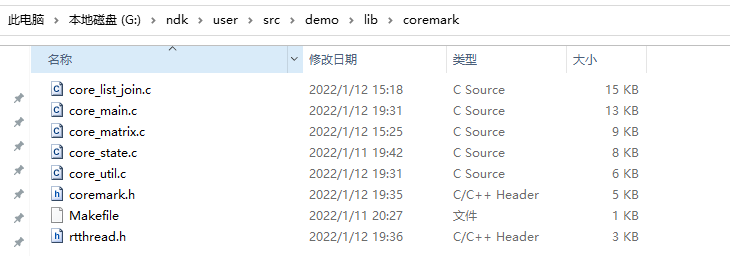 此电脑 > 本地磁盘 (G:) > ndk > user > src > demo > lib > coremark
名称 修改日期 类型 大小
core_list_join.c 2022/1/12 15:18 C Source 15 KB
core_main.c 2022/1/12 19:31 C Source 13 KB
core_matrix.c 2022/1/12 15:25 C Source 9 KB
core_state.c 2022/1/11 19:42 C Source 8 KB
core_util.c 2022/1/12 19:31 C Source 6 KB
coremark.h 2022/1/12 19:35 C/C++ Header 5 KB
Makefile 2022/1/11 20:27 文件 1 KB
rtthread.h 2022/1/12 19:36 C/C++ Header 3 KB